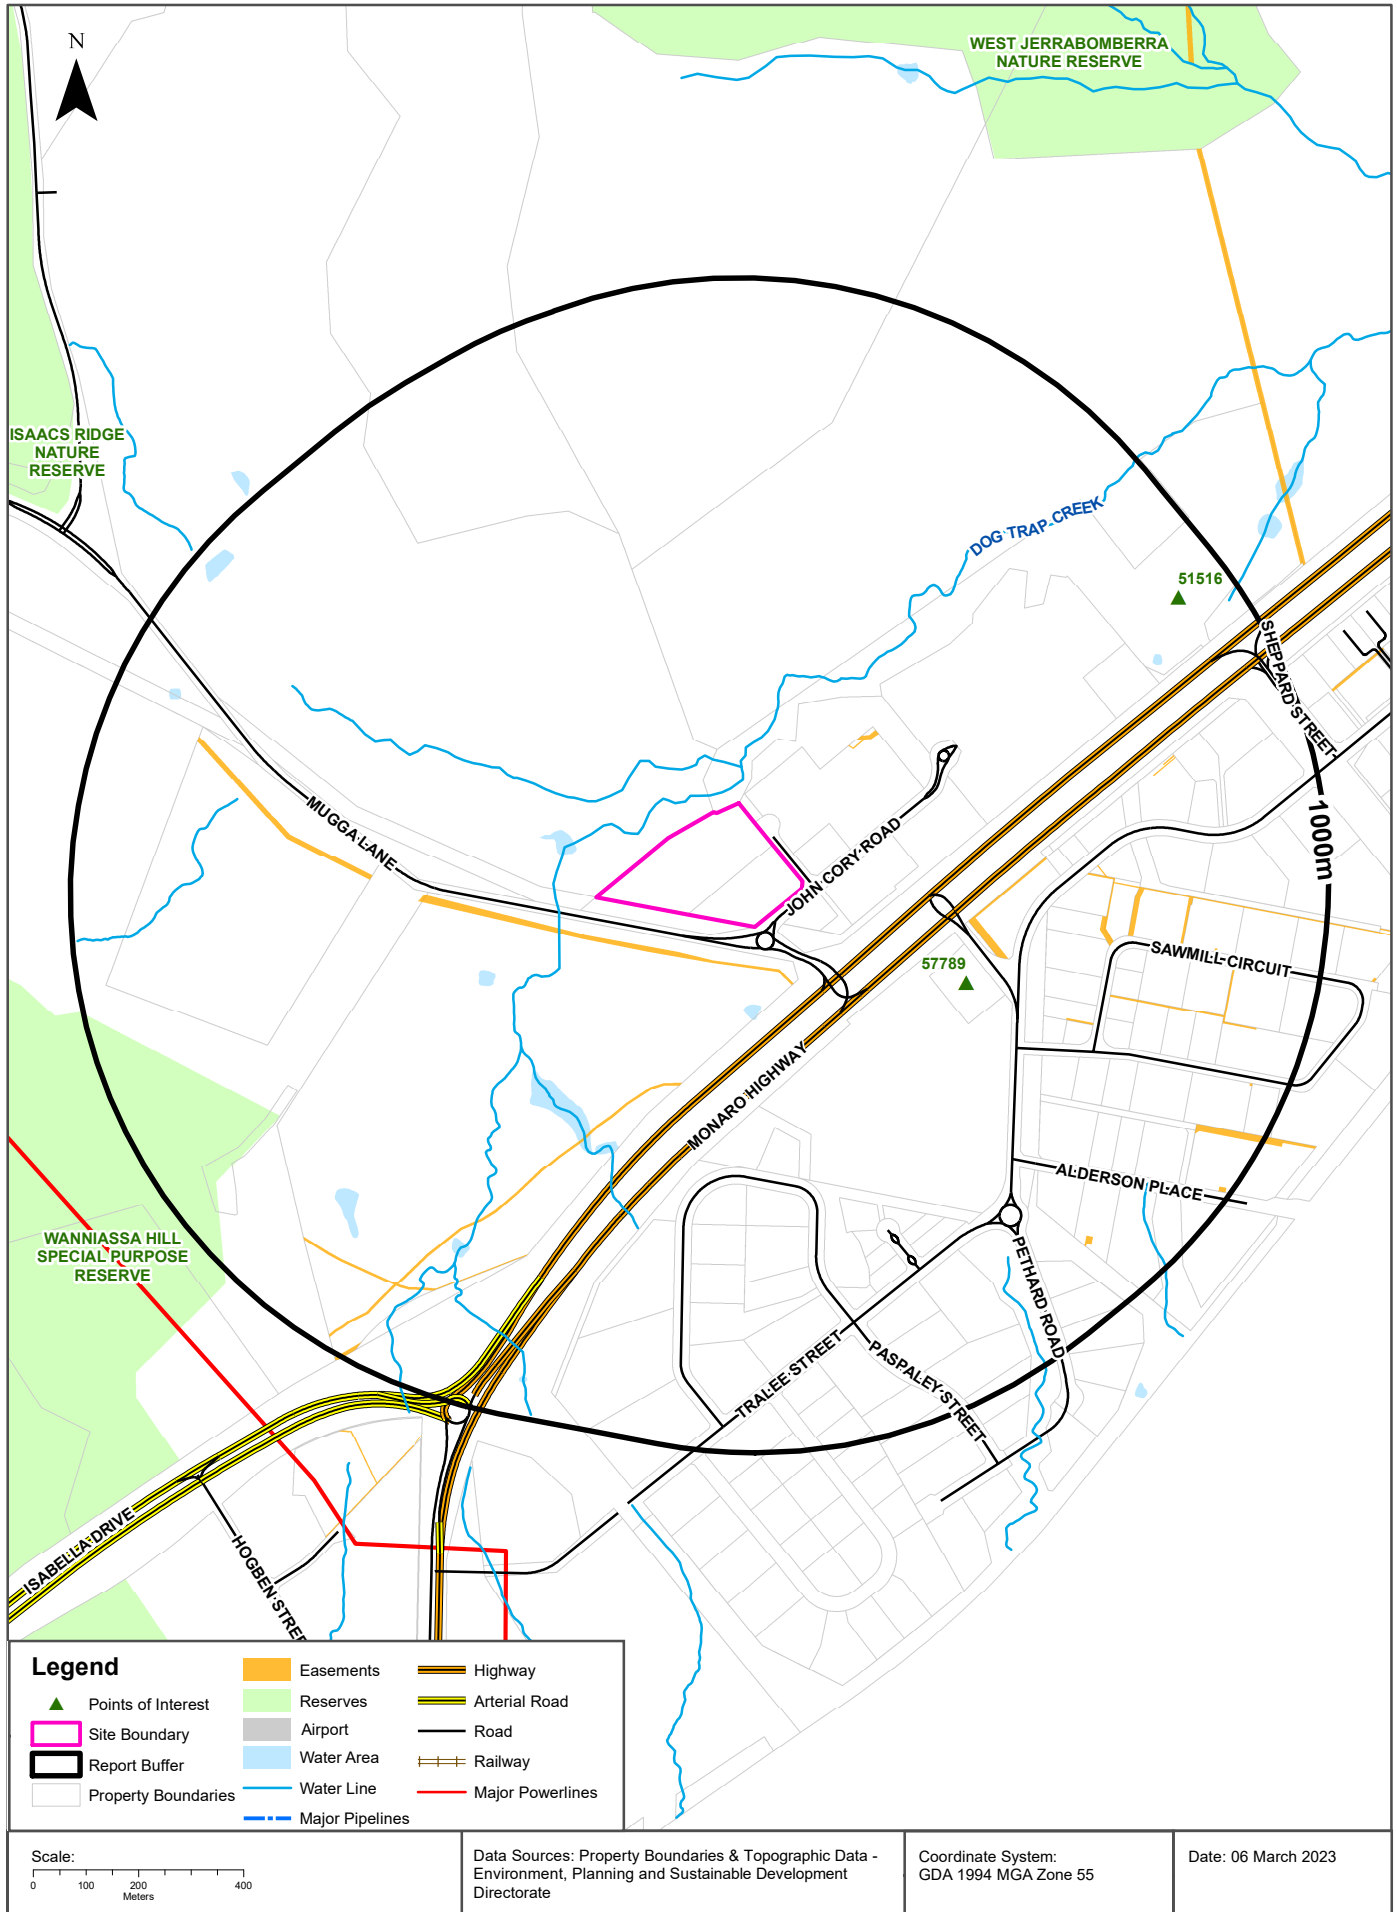 N
WEST JERRABOMBERRA
NATURE RESERVE
ISAACS RIDGE
NATURE
RESERVE
DOG TRAP CREEK
51516
SHEPPARD STREET
MUGGA LANE
1000m
JOHN CORY ROAD
57789
SAWMILL CIRCUIT
MONARO HIGHWAY
ALDERSON PLACE
WANNIASSA HILL
SPECIAL PURPOSE
RESERVE
PETHARD ROAD
TRALEE STREET
PASPALEY STREET
ISABELLA DRIVE
HOGBEN STREE
Legend
Points of Interest
Site Boundary
Report Buffer
Property Boundaries
Easements
Reserves
Airport
Water Area
Water Line
Major Pipelines
Highway
Arterial Road
Road
Railway
Major Powerlines
Scale:
0 100 200 400
Meters
Data Sources: Property Boundaries & Topographic Data -
Environment, Planning and Sustainable Development
Directorate
Coordinate System:
GDA 1994 MGA Zone 55
Date: 06 March 2023